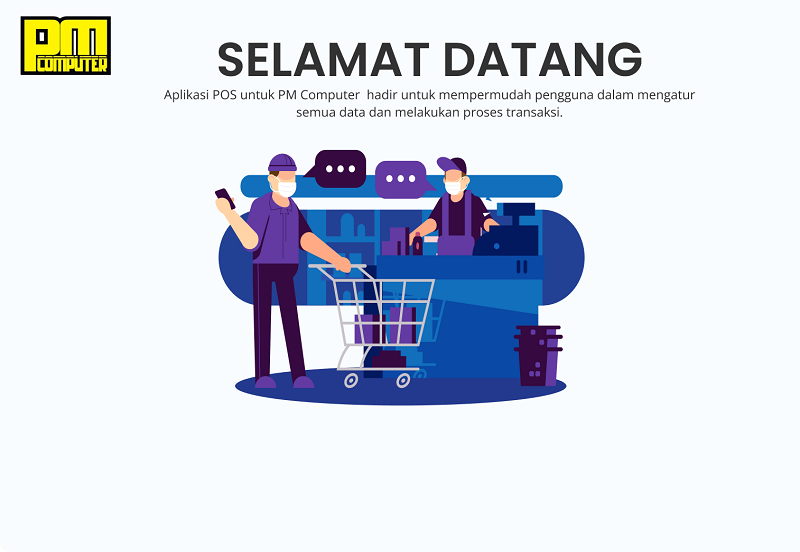 PM
COMPUTER
SELAMAT DATANG
Aplikasi POS untuk PM Computer hadir untuk mempermudah pengguna dalam mengatur
semua data dan melakukan proses transaksi.